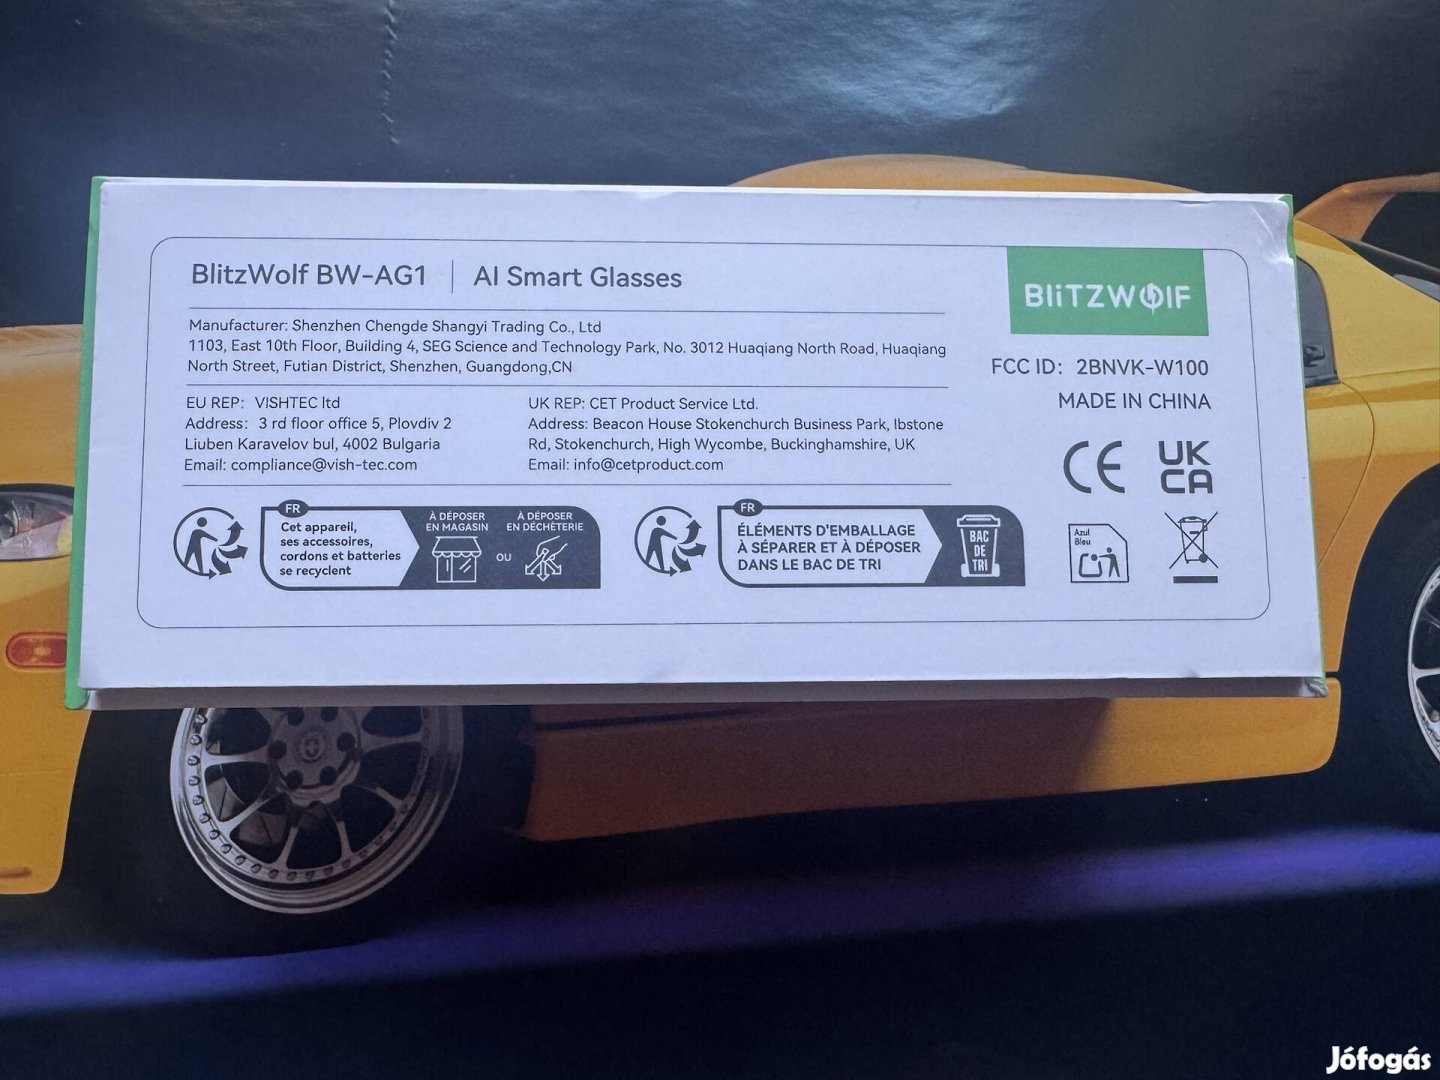 BlitzWolf BW-AG1 | AI Smart Glasses
BLiTZWOlF
Manufacturer: Shenzhen Chengde Shangyi Trading Co., Ltd
1103, East 10th Floor, Building 4, SEG Science and Technology Park, No. 3012 Huaqiang North Road, Huaqiang
North Street, Futian District, Shenzhen, Guangdong,CN
FCC ID: 2BNVK-W100
MADE IN CHINA
EU REP: VISHTEC ltd
Address: 3 rd floor office 5, Plovdiv 2
Liuben Karavelov bul, 4002 Bulgaria
Email: compliance@vish-tec.com
UK REP: CET Product Service Ltd.
Address: Beacon House Stokenchurch Business Park, Ibstone
Rd, Stokenchurch, High Wycombe, Buckinghamshire, UK
Email: info@cetproduct.com
CE
UK
CA
FR
Cet appareil,
ses accessoires,
cordons et batteries
se recyclent
À DÉPOSER
EN MAGASIN
OU
À DÉPOSER
EN DÉCHÈTERIE
FR
ÉLÉMENTS D'EMBALLAGE
À SÉPARER ET À DÉPOSER
DANS LE BAC DE TRI
BAC
DE
TRI
Azul
Bleu
Jófogás